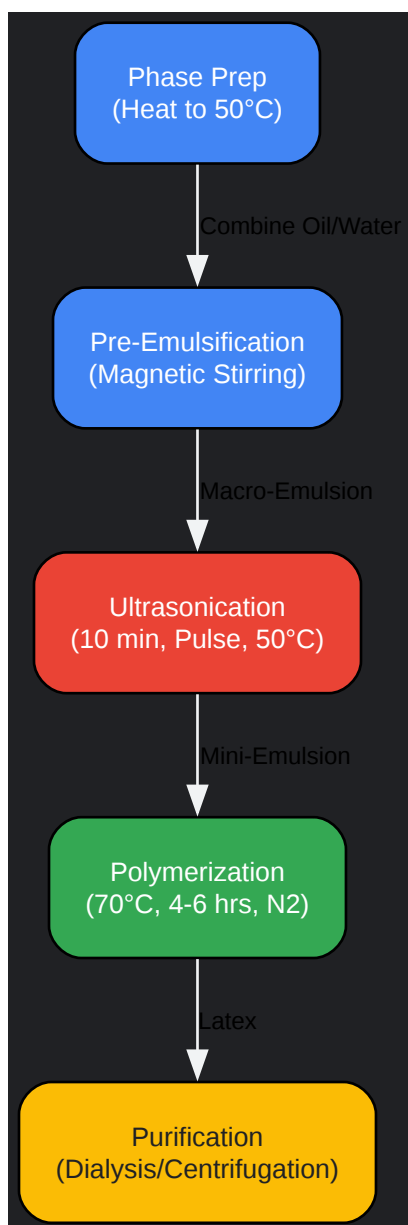 Phase Prep
(Heat to 50°C)
Combine Oil/Water
Pre-Emulsification
(Magnetic Stirring)
Macro-Emulsion
Ultrasonication
(10 min, Pulse, 50°C)
Mini-Emulsion
Polymerization
(70°C, 4-6 hrs, N2)
Latex
Purification
(Dialysis/Centrifugation)